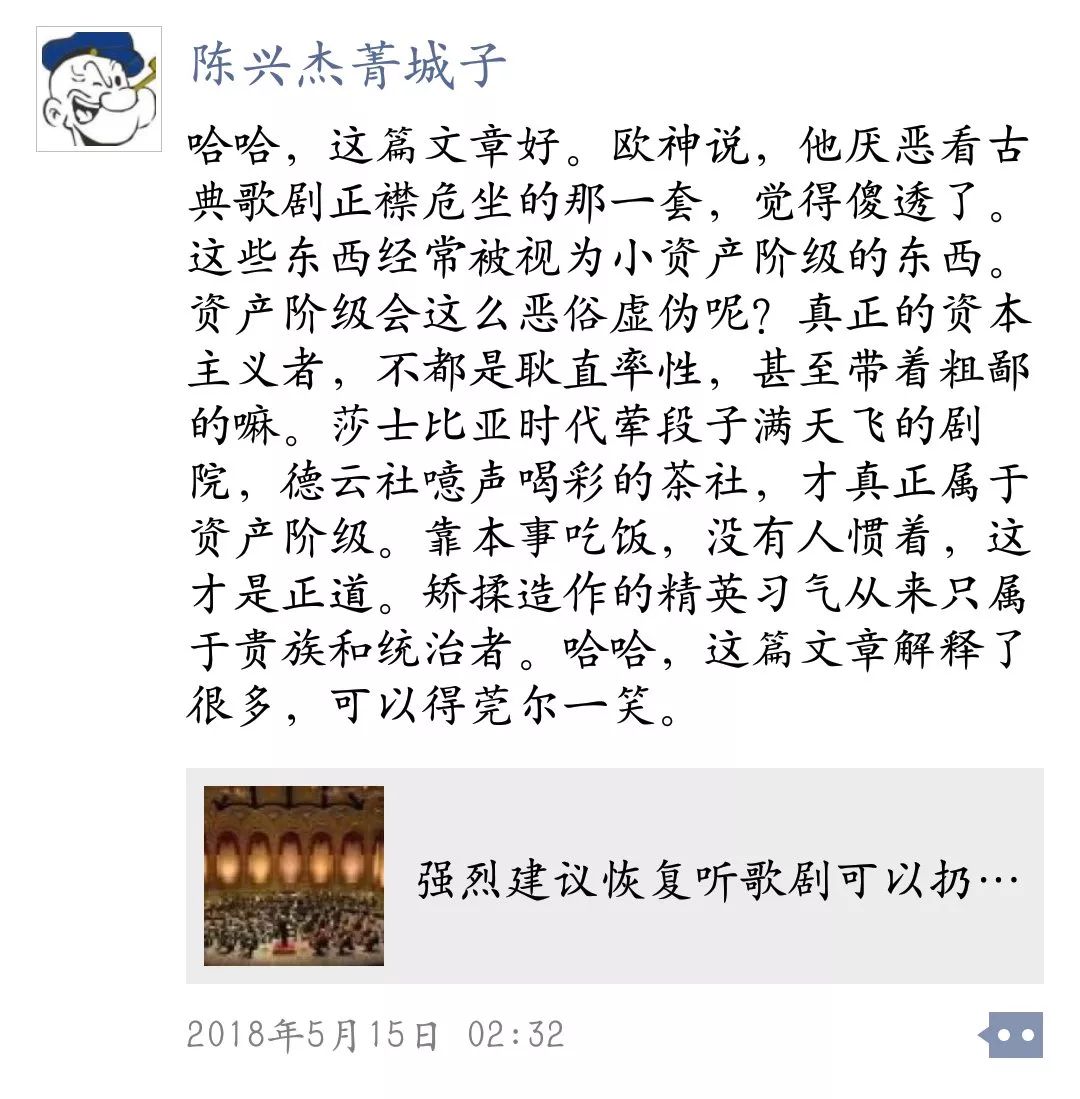 陈兴杰菁城子
哈哈，这篇文章好。欧神说，他厌恶看古
典歌剧正襟危坐的那一套，觉得傻透了。
这些东西经常被视为小资产阶级的东西。
资产阶级会这么恶俗虚伪呢？真正的资本
主义者，不都是耿直率性，甚至带着粗鄙
的嘛。莎士比亚时代荤段子满天飞的剧
院，德云社噫声喝彩的茶社，才真正属于
资产阶级。靠本事吃饭，没有人惯着，这
才是正道。矫揉造作的精英习气从来只属
于贵族和统治者。哈哈，这篇文章解释了
很多，可以得莞尔一笑。
强烈建议恢复听歌剧可以扔…
2018年5月15日 02:32